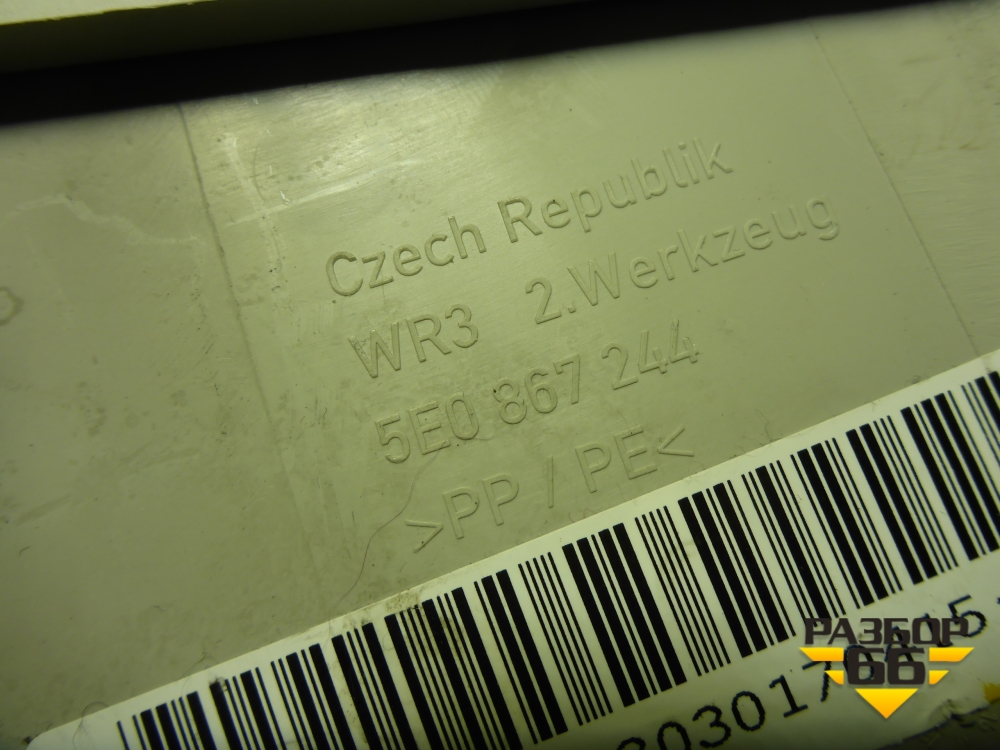 Czech Republik
WR3 2.Werkzeug
5E0 867 244
>PP / PE<
РАЗБОР
66